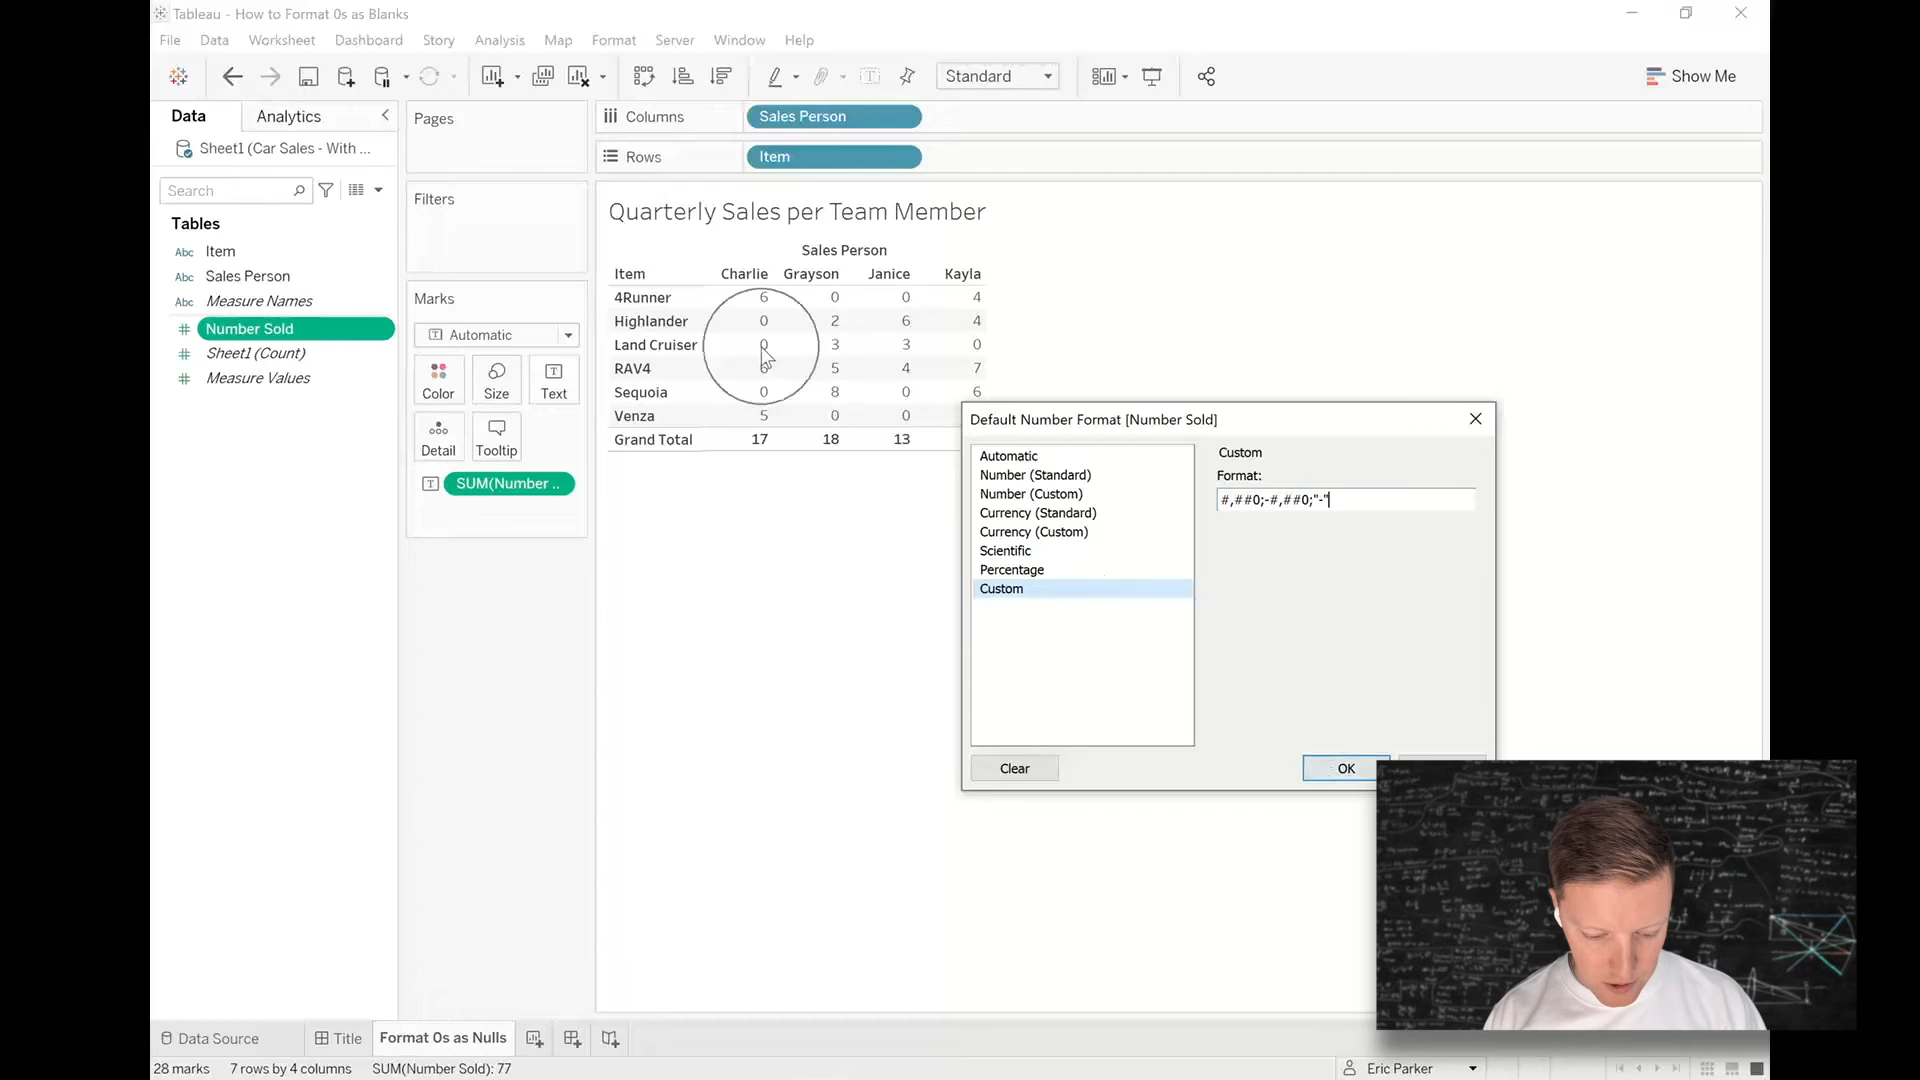 Tableau - How to Format 0s as Blanks
File Data Worksheet Dashboard Story Analysis Map Format Server Window Help
Standard
Show Me
Data Analytics
Sheet1 (Car Sales - With ...
Search
Tables
Abc Item
Abc Sales Person
Abc Measure Names
# Number Sold
# Sheet1 (Count)
# Measure Values
Pages
Filters
Marks
Automatic
Color Size Text
Detail Tooltip
SUM(Number ..
Columns Sales Person
Rows Item
Quarterly Sales per Team Member
Sales Person
Item Charlie Grayson Janice Kayla
4Runner 6 0 0 4
Highlander 0 2 6 4
Land Cruiser 0 3 3 0
RAV4 6 5 4 7
Sequoia 0 8 0 6
Venza 5 0 0
Grand Total 17 18 13
Default Number Format [Number Sold]
Automatic
Number (Standard)
Number (Custom)
Currency (Standard)
Currency (Custom)
Scientific
Percentage
Custom
Custom
Format:
#,##0;-#,##0;"-"
Clear
OK
Data Source Title Format 0s as Nulls
28 marks 7 rows by 4 columns SUM(Number Sold): 77
Eric Parker